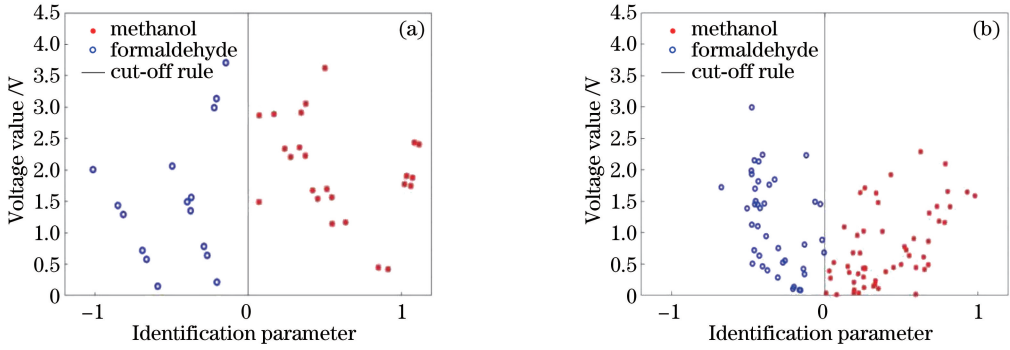 4.5
4.0
3.5
3.0
2.5
2.0
1.5
1.0
0.5
0
Voltage value /V
methanol
formaldehyde
cut-off rule
(a)
−1 0 1
Identification parameter
4.5
4.0
3.5
3.0
2.5
2.0
1.5
1.0
0.5
0
Voltage value /V
methanol
formaldehyde
cut-off rule
(b)
−1 0 1
Identification parameter